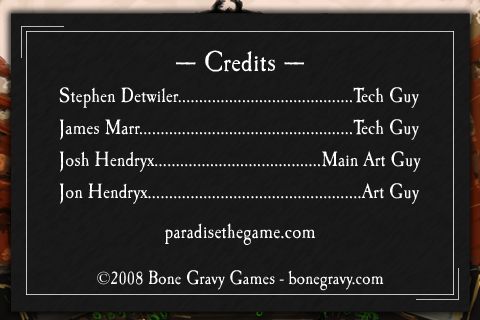 — Credits —
Stephen Detwiler..........................................Tech Guy
James Marr...................................................Tech Guy
Josh Hendryx........................................Main Art Guy
Jon Hendryx...................................................Art Guy
paradisethegame.com
©2008 Bone Gravy Games - bonegravy.com